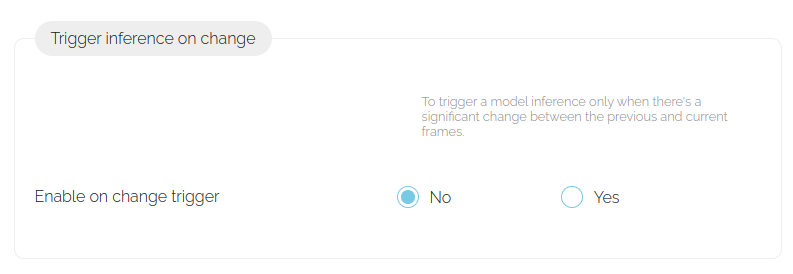 Trigger inference on change
To trigger a model inference only when there's a
significant change between the previous and current
frames.
Enable on change trigger No Yes